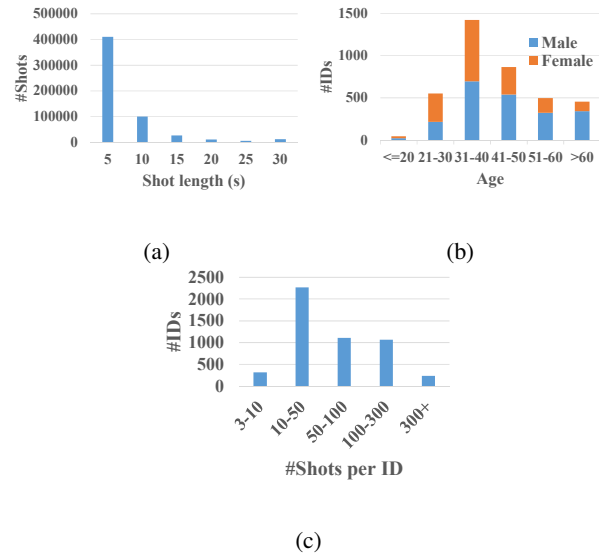 500000
400000
300000
200000
100000
0
#Shots
5 10 15 20 25 30
Shot length (s)
(a)
1500
1000
500
0
#IDs
Male
Female
<=20 21-30 31-40 41-50 51-60 >60
Age
(b)
2500
2000
1500
1000
500
0
#IDs
3-10 10-50 50-100 100-300 300+
#Shots per ID
(c)